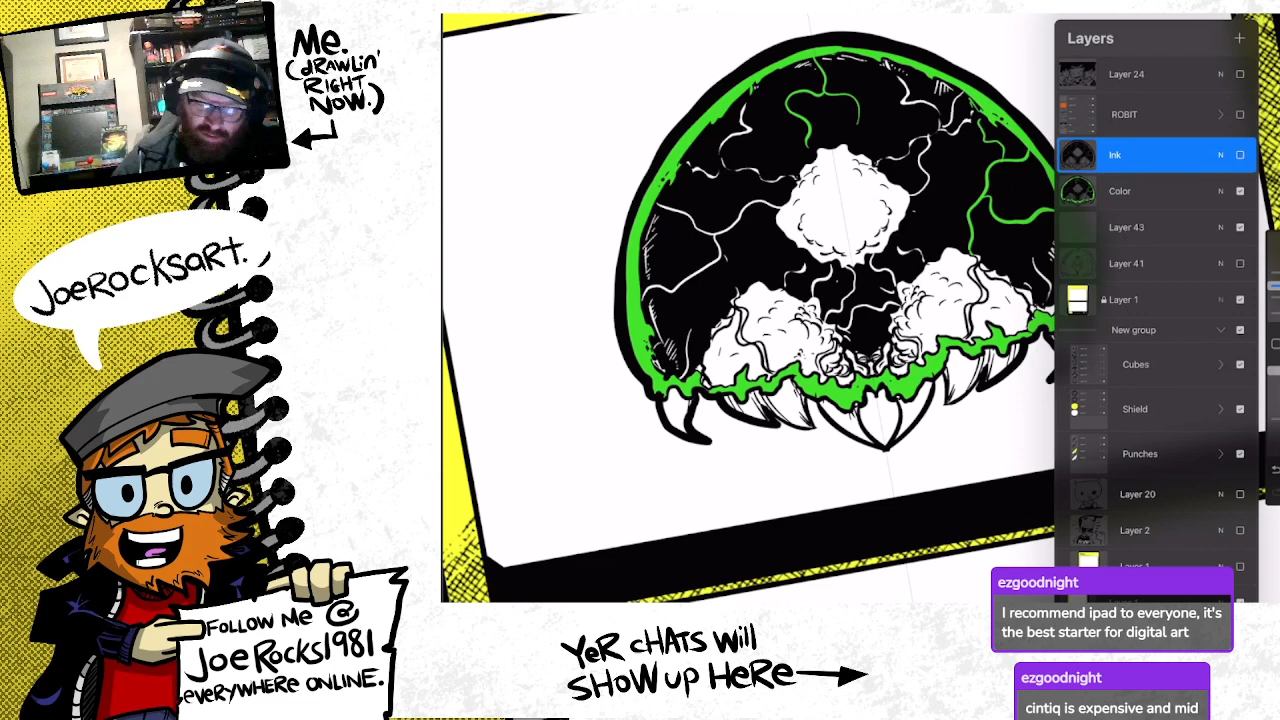 Me.
(dRAWLin'
RIGHT
NOW.)
JoeROcksaRt.
FOLLOW Me @
JoeRocks1981
everywHeRe ONLiNE.
YeR cHATs Will
SHOW up HeRe
Layers
Layer 24 N
ROBIT
Ink N
Color N
Layer 43 N
Layer 41 N
Layer 1 N
New group
Cubes
Shield
Punches
Layer 20 N
Layer 2 N
ezgoodnight
I recommend ipad to everyone, it's
the best starter for digital art
ezgoodnight
cintiq is expensive and mid